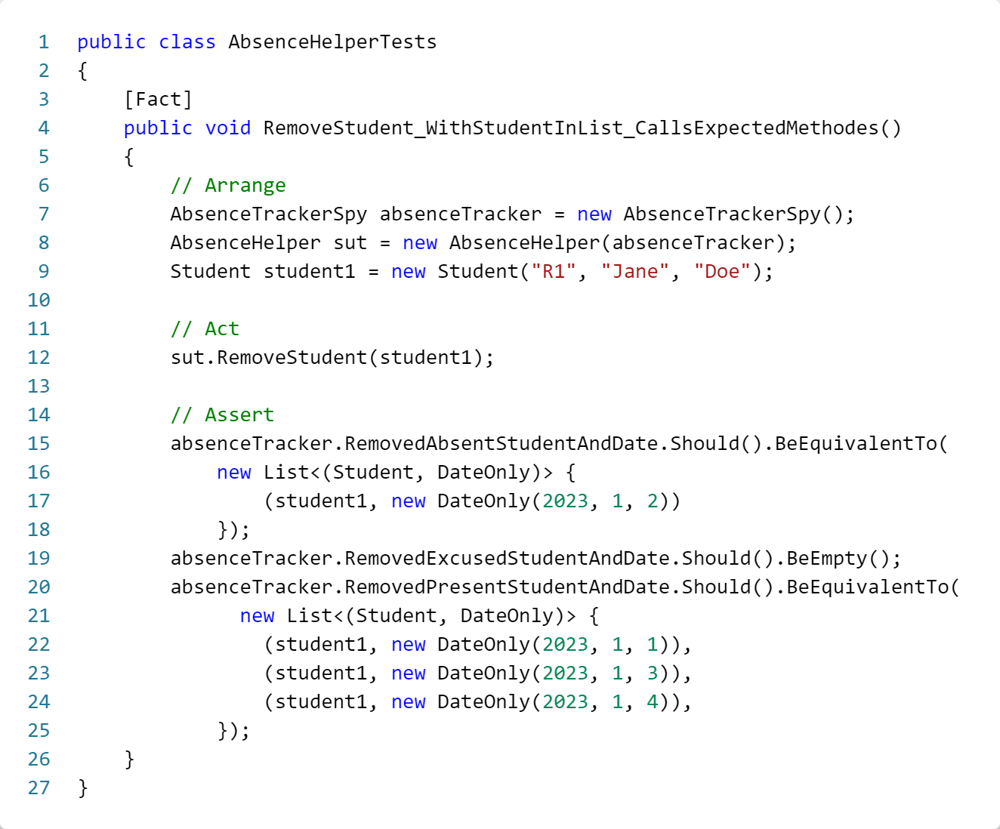 1 public class AbsenceHelperTests
2 {
3     [Fact]
4     public void RemoveStudent_WithStudentInList_CallsExpectedMethodes()
5     {
6         // Arrange
7         AbsenceTrackerSpy absenceTracker = new AbsenceTrackerSpy();
8         AbsenceHelper sut = new AbsenceHelper(absenceTracker);
9         Student student1 = new Student("R1", "Jane", "Doe");
10
11         // Act
12         sut.RemoveStudent(student1);
13
14         // Assert
15         absenceTracker.RemovedAbsentStudentAndDate.Should().BeEquivalentTo(
16             new List<(Student, DateOnly)> {
17                 (student1, new DateOnly(2023, 1, 2))
18             });
19         absenceTracker.RemovedExcusedStudentAndDate.Should().BeEmpty();
20         absenceTracker.RemovedPresentStudentAndDate.Should().BeEquivalentTo(
21               new List<(Student, DateOnly)> {
22                 (student1, new DateOnly(2023, 1, 1)),
23                 (student1, new DateOnly(2023, 1, 3)),
24                 (student1, new DateOnly(2023, 1, 4)),
25             });
26     }
27 }